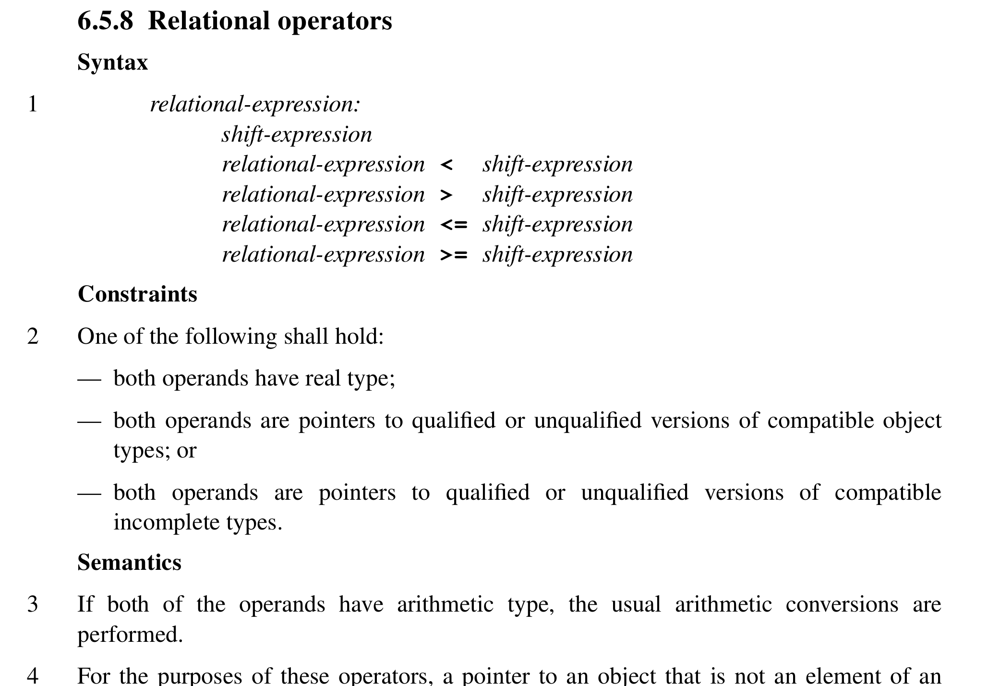 6.5.8 Relational operators
Syntax
1 relational-expression:
shift-expression
relational-expression < shift-expression
relational-expression > shift-expression
relational-expression <= shift-expression
relational-expression >= shift-expression
Constraints
2 One of the following shall hold:
— both operands have real type;
— both operands are pointers to qualified or unqualified versions of compatible object
types; or
— both operands are pointers to qualified or unqualified versions of compatible
incomplete types.
Semantics
3 If both of the operands have arithmetic type, the usual arithmetic conversions are
performed.
4 For the purposes of these operators, a pointer to an object that is not an element of an